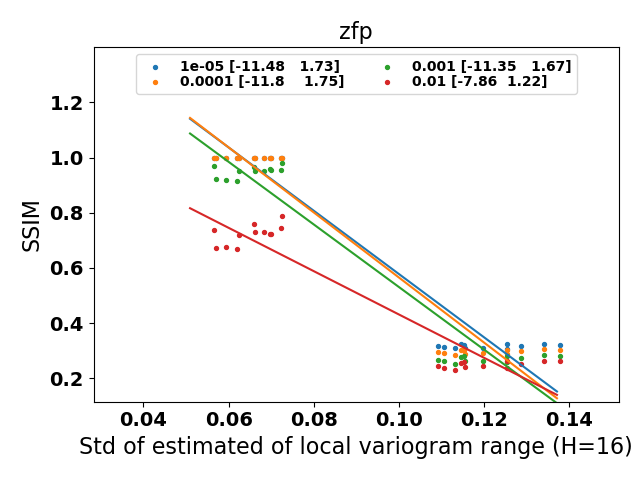 zfp
1e-05 [-11.48   1.73]
0.0001 [-11.8    1.75]
0.001 [-11.35   1.67]
0.01 [-7.86  1.22]
SSIM
1.2
1.0
0.8
0.6
0.4
0.2
0.04 0.06 0.08 0.10 0.12 0.14
Std of estimated of local variogram range (H=16)